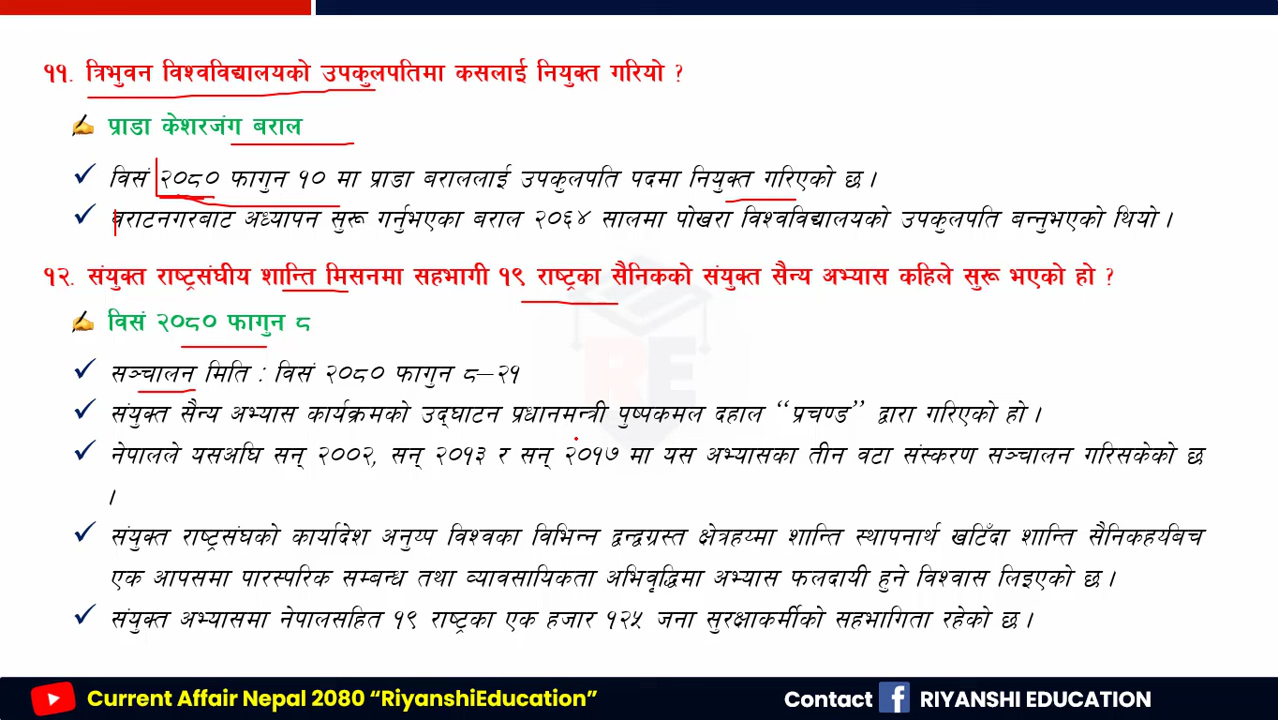 ११. त्रिभुवन विश्वविद्यालयको उपकुलपतिमा कसलाई नियुक्त गरियो ?
प्राडा केशरजंग बराल
विसं २०८० फागुन १० मा प्राडा बराललाई उपकुलपति पदमा नियुक्त गरिएको छ ।
बराटनगरबाट अध्यापन सुरू गर्नुभएका बराल २०६४ सालमा पोखरा विश्वविद्यालयको उपकुलपति बन्नुभएको थियो ।
१२. संयुक्त राष्ट्रसंघीय शान्ति मिसनमा सहभागी १९ राष्ट्रका सैनिकको संयुक्त सैन्य अभ्यास कहिले सुरू भएको हो ?
विसं २०८० फागुन ८
सञ्चालन मिति : विसं २०८० फागुन ८–२१
संयुक्त सैन्य अभ्यास कार्यक्रमको उद्घाटन प्रधानमन्त्री पुष्पकमल दहाल “प्रचण्ड” द्वारा गरिएको हो ।
नेपालले यसअघि सन् २००२, सन् २०१३ र सन् २०१७ मा यस अभ्यासका तीन वटा संस्करण सञ्चालन गरिसकेको छ
।
संयुक्त राष्ट्रसंघको कार्यादेश अनुय्प विश्वका विभिन्न द्वन्द्वग्रस्त क्षेत्रहय्मा शान्ति स्थापनार्थ खटिँदा शान्ति सैनिकहर्यबिच
एक आपसमा पारस्परिक सम्बन्ध तथा व्यावसायिकता अभिवृद्धिमा अभ्यास फलदायी हुने विश्वास लिइएको छ ।
संयुक्त अभ्यासमा नेपालसहित १९ राष्ट्रका एक हजार १२५ जना सुरक्षाकर्मीको सहभागिता रहेको छ ।
RE
Current Affair Nepal 2080 “RiyanshiEducation” Contact RIYANSHI EDUCATION